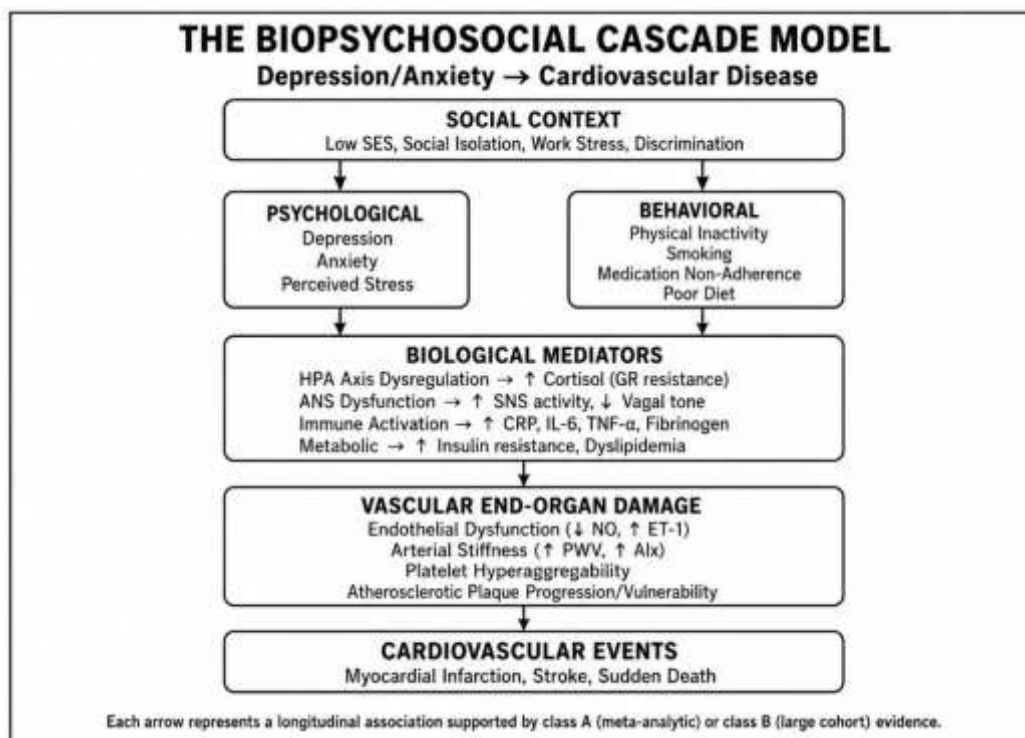 THE BIOPSYCHOSOCIAL CASCADE MODEL
Depression/Anxiety → Cardiovascular Disease
SOCIAL CONTEXT
Low SES, Social Isolation, Work Stress, Discrimination
PSYCHOLOGICAL
Depression
Anxiety
Perceived Stress
BEHAVIORAL
Physical Inactivity
Smoking
Medication Non-Adherence
Poor Diet
BIOLOGICAL MEDIATORS
HPA Axis Dysregulation → ↑ Cortisol (GR resistance)
ANS Dysfunction → ↑ SNS activity, ↓ Vagal tone
Immune Activation → ↑ CRP, IL-6, TNF-α, Fibrinogen
Metabolic → ↑ Insulin resistance, Dyslipidemia
VASCULAR END-ORGAN DAMAGE
Endothelial Dysfunction (↓ NO, ↑ ET-1)
Arterial Stiffness (↑ PWV, ↑ AIx)
Platelet Hyperaggregability
Atherosclerotic Plaque Progression/Vulnerability
CARDIOVASCULAR EVENTS
Myocardial Infarction, Stroke, Sudden Death
Each arrow represents a longitudinal association supported by class A (meta-analytic) or class B (large cohort) evidence.